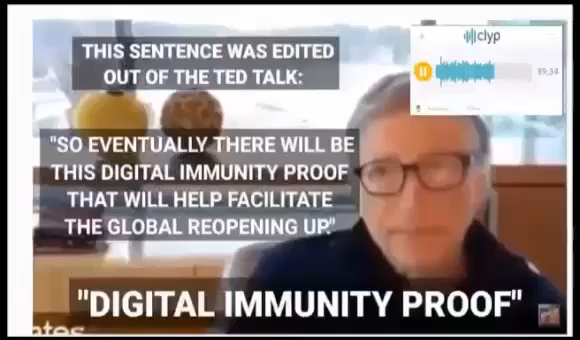 THIS SENTENCE WAS EDITED
OUT OF THE TED TALK:
clyp
39:34
"SO EVENTUALLY THERE WILL BE
THIS DIGITAL IMMUNITY PROOF
THAT WILL HELP FACILITATE
THE GLOBAL REOPENING UP."
"DIGITAL IMMUNITY PROOF"
ates